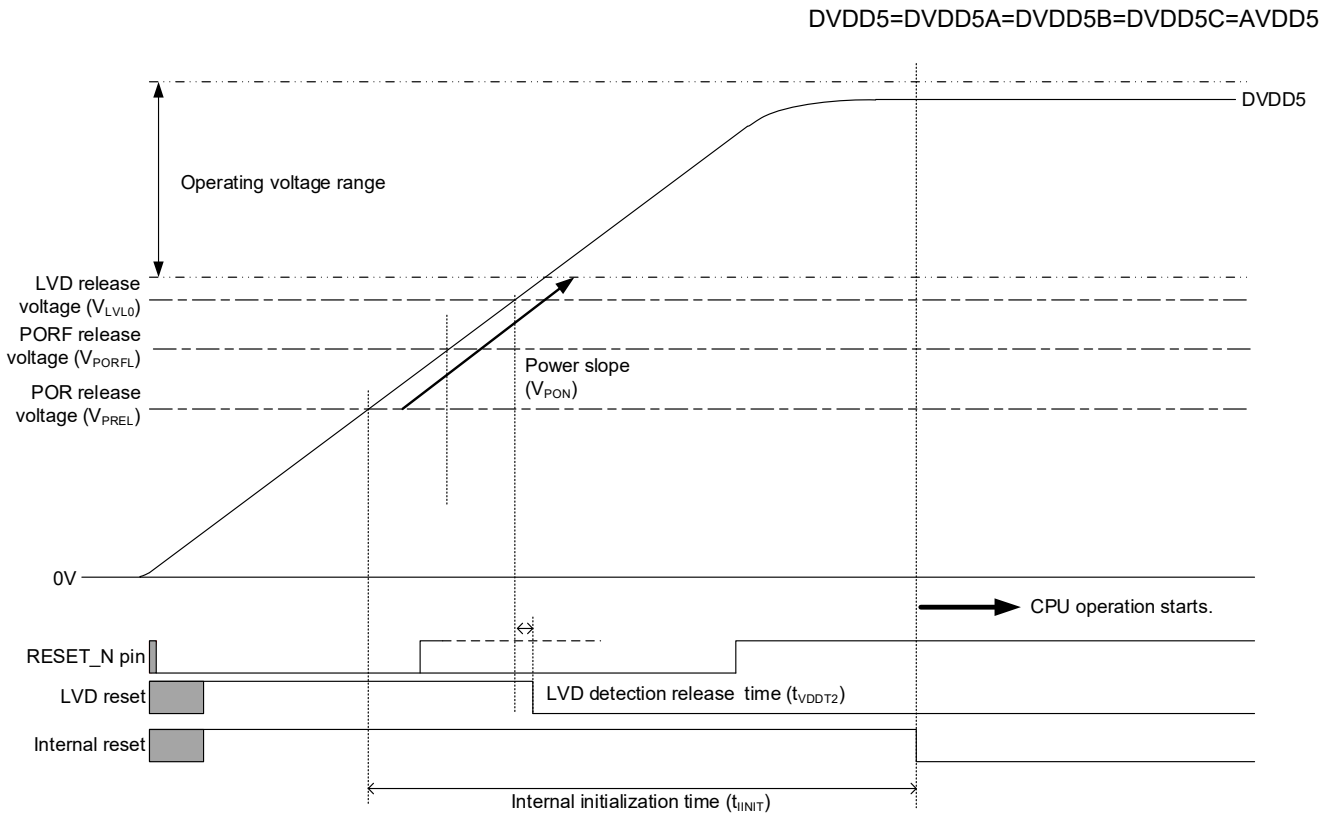 DVDD5=DVDD5A=DVDD5B=DVDD5C=AVDD5
DVDD5
Operating voltage range
LVD release
voltage (VLVL0)
PORF release
voltage (VPORFL)
Power slope
(VPON)
POR release
voltage (VPREL)
0V
CPU operation starts.
RESET_N pin
LVD reset
LVD detection release time (tVDDT2)
Internal reset
Internal initialization time (tIINIT)